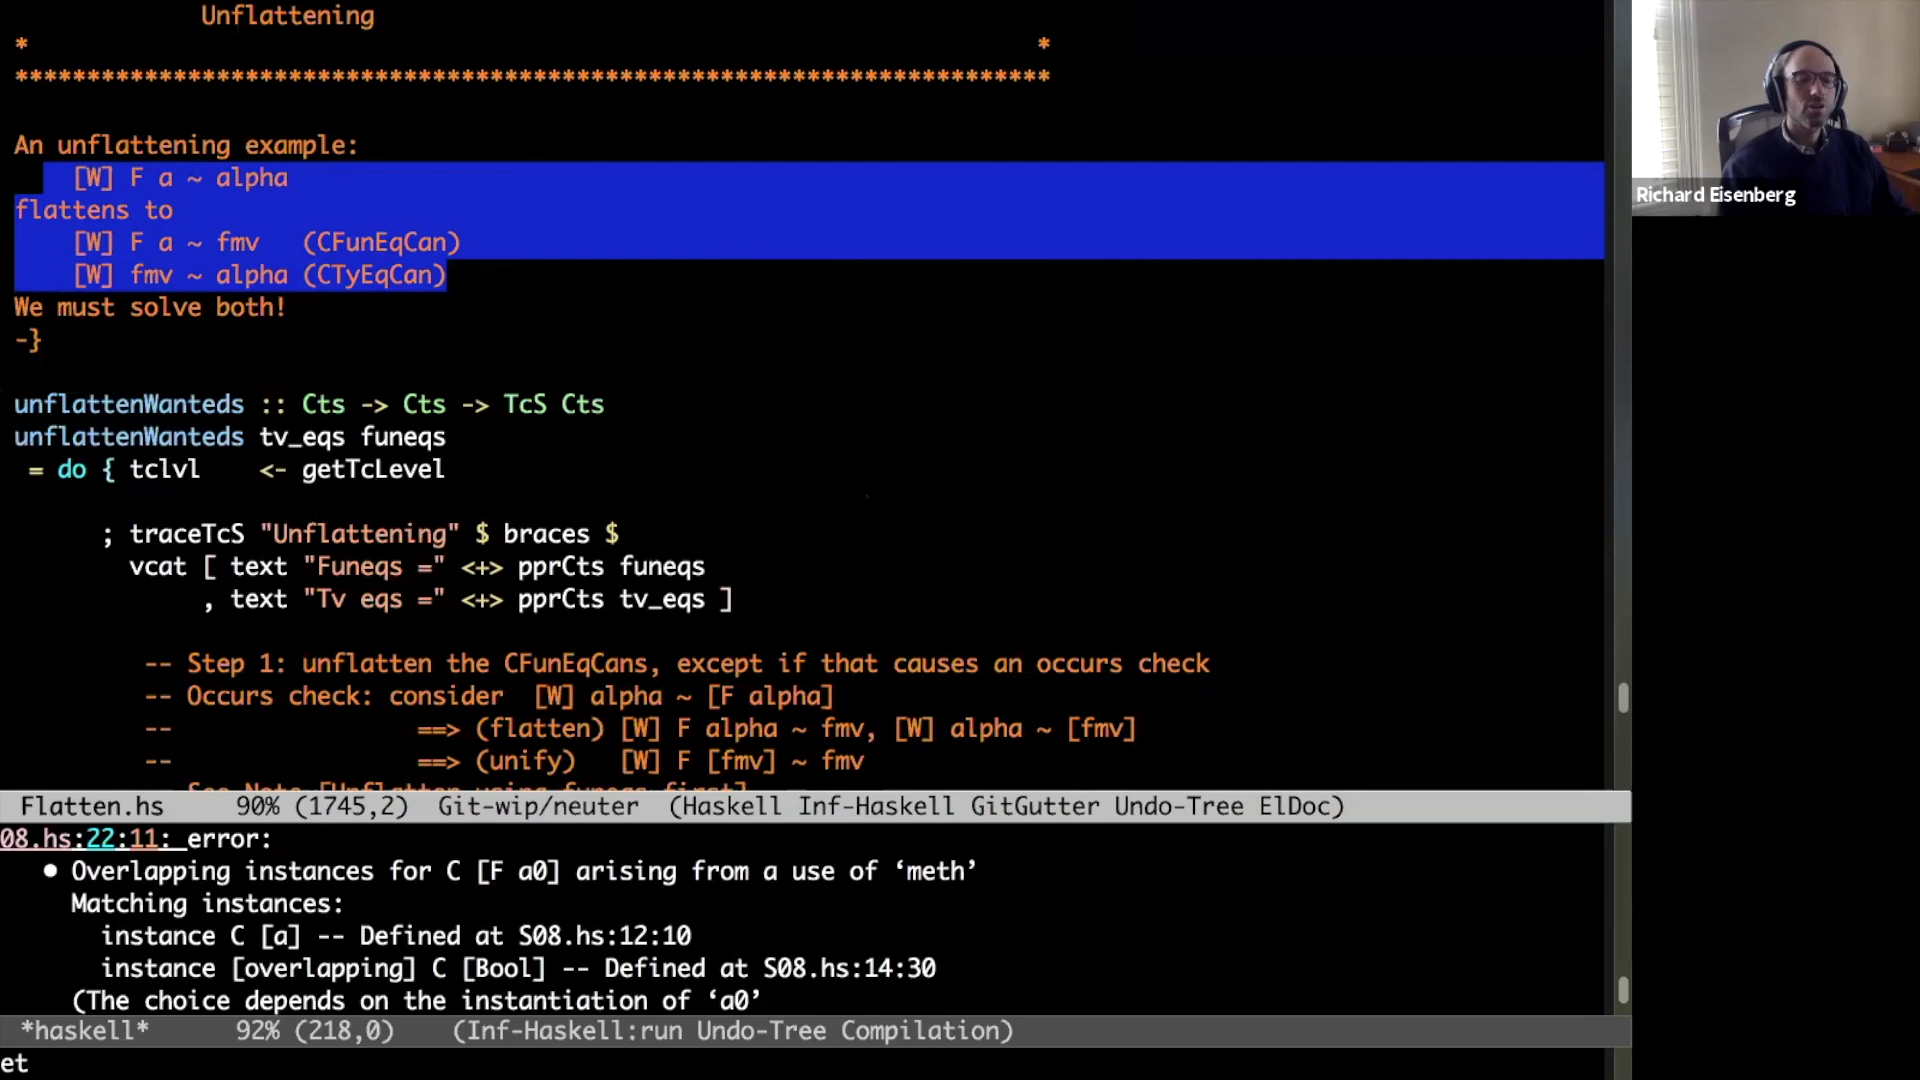 Unflattening
* *
************************************************************************
An unflattening example:
[W] F a ~ alpha
flattens to
[W] F a ~ fmv (CFunEqCan)
[W] fmv ~ alpha (CTyEqCan)
We must solve both!
-}
unflattenWanteds :: Cts -> Cts -> TcS Cts
unflattenWanteds tv_eqs funeqs
= do { tclvl <- getTcLevel
; traceTcS "Unflattening" $ braces $
vcat [ text "Funeqs =" <+> pprCts funeqs
, text "Tv eqs =" <+> pprCts tv_eqs ]
-- Step 1: unflatten the CFunEqCans, except if that causes an occurs check
-- Occurs check: consider [W] alpha ~ [F alpha]
-- ==> (flatten) [W] F alpha ~ fmv, [W] alpha ~ [fmv]
-- ==> (unify) [W] F [fmv] ~ fmv
-- See Note [Unflatten using funeqs first]
Flatten.hs 90% (1745,2) Git-wip/neuter (Haskell Inf-Haskell GitGutter Undo-Tree ElDoc)
08.hs:22:11: error:
• Overlapping instances for C [F a0] arising from a use of ‘meth’
Matching instances:
instance C [a] -- Defined at S08.hs:12:10
instance [overlapping] C [Bool] -- Defined at S08.hs:14:30
(The choice depends on the instantiation of ‘a0’
*haskell* 92% (218,0) (Inf-Haskell:run Undo-Tree Compilation)
et
Richard Eisenberg